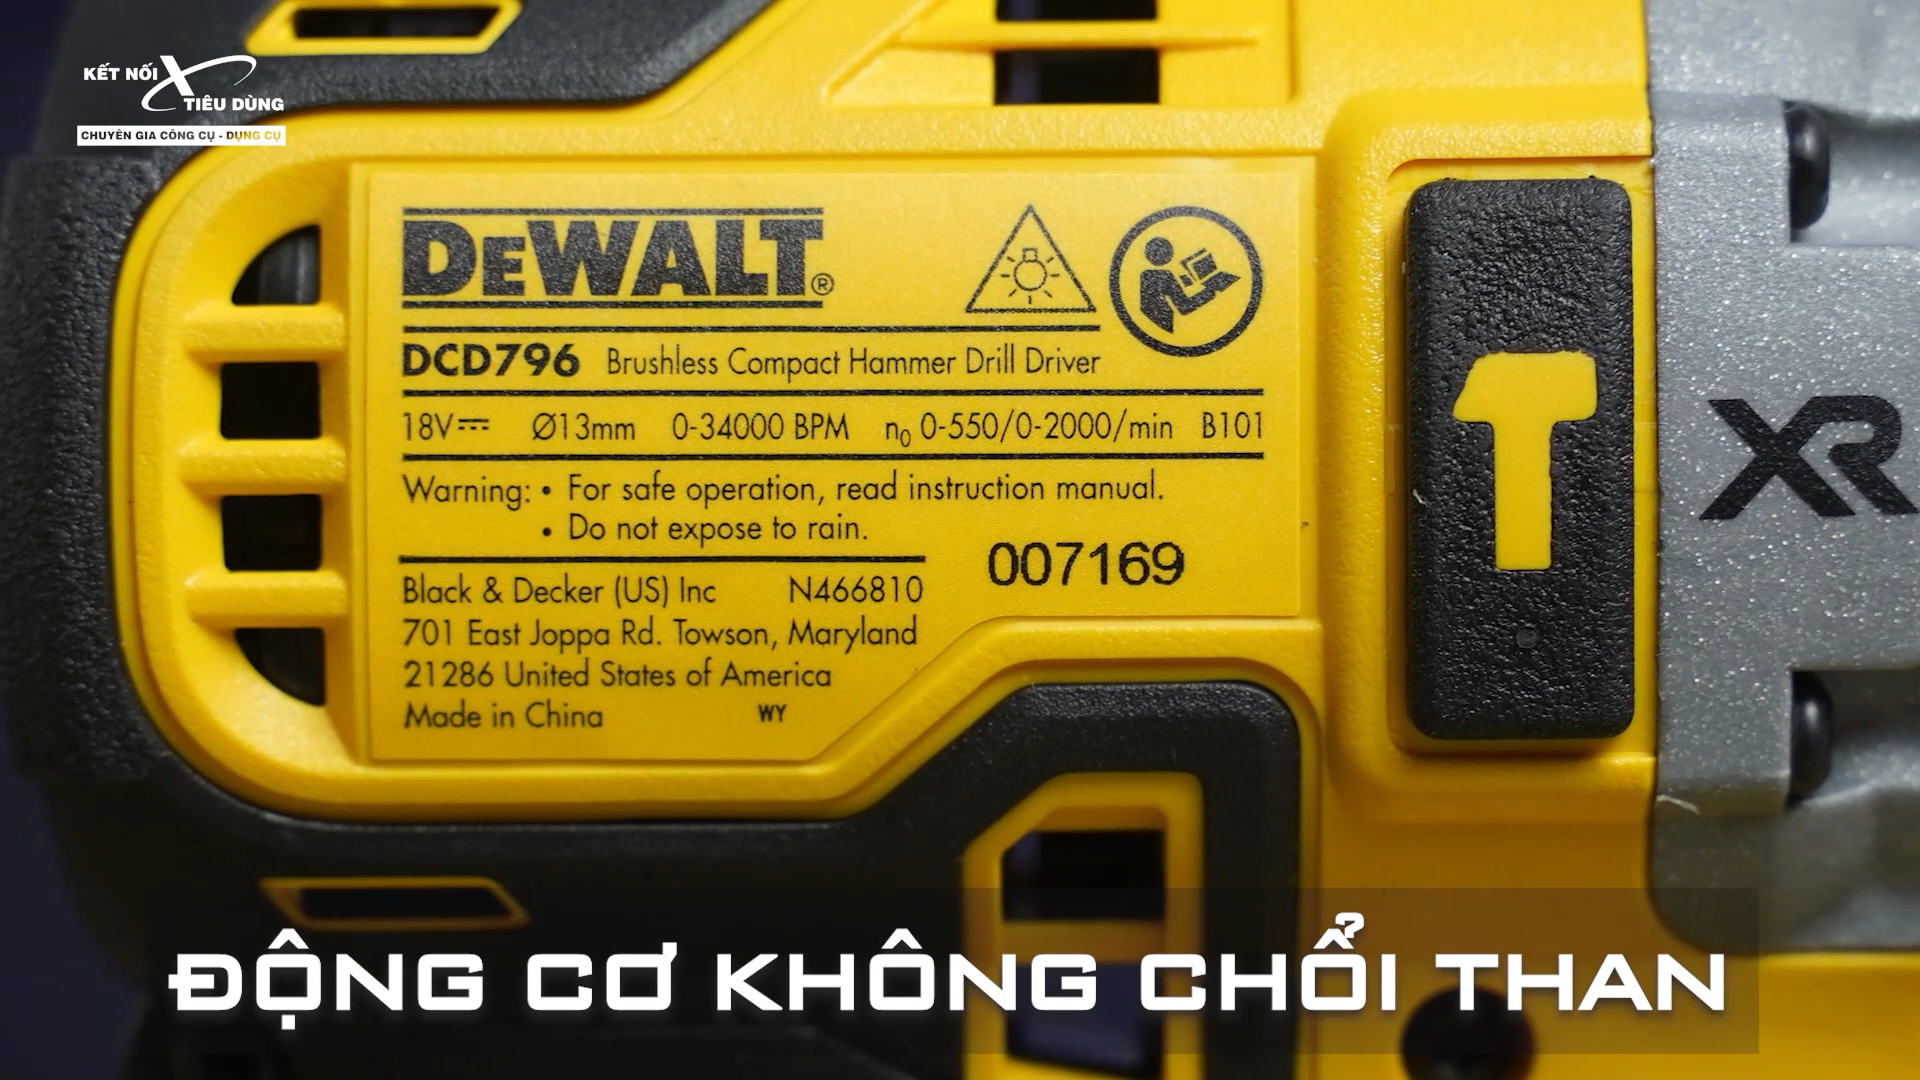 KẾT NỐI
TIÊU DÙNG
CHUYÊN GIA CÔNG CỤ - DỤNG CỤ
DEWALT®
DCD796 Brushless Compact Hammer Drill Driver
18V⎓ Ø13mm 0-34000 BPM n₀ 0-550/0-2000/min B101
Warning: • For safe operation, read instruction manual.
• Do not expose to rain.
007169
Black & Decker (US) Inc N466810
701 East Joppa Rd. Towson, Maryland
21286 United States of America
Made in China WY
XR
ĐỘNG CƠ KHÔNG CHỔI THAN